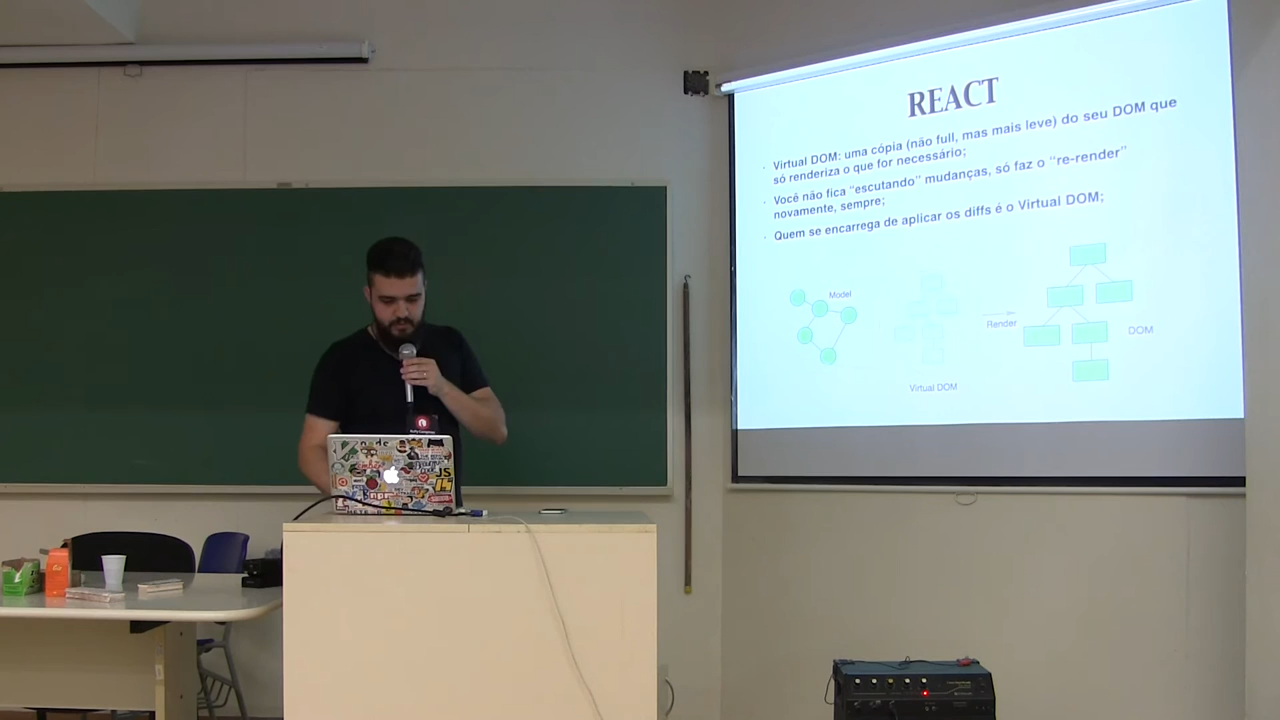 REACT
· Virtual DOM: uma cópia (não full, mas mais leve) do seu DOM que
só renderiza o que for necessário;
· Você não fica “escutando” mudanças, só faz o “re-render”
novamente, sempre;
· Quem se encarrega de aplicar os diffs é o Virtual DOM;
Model
Render
DOM
Virtual DOM
JS
npm